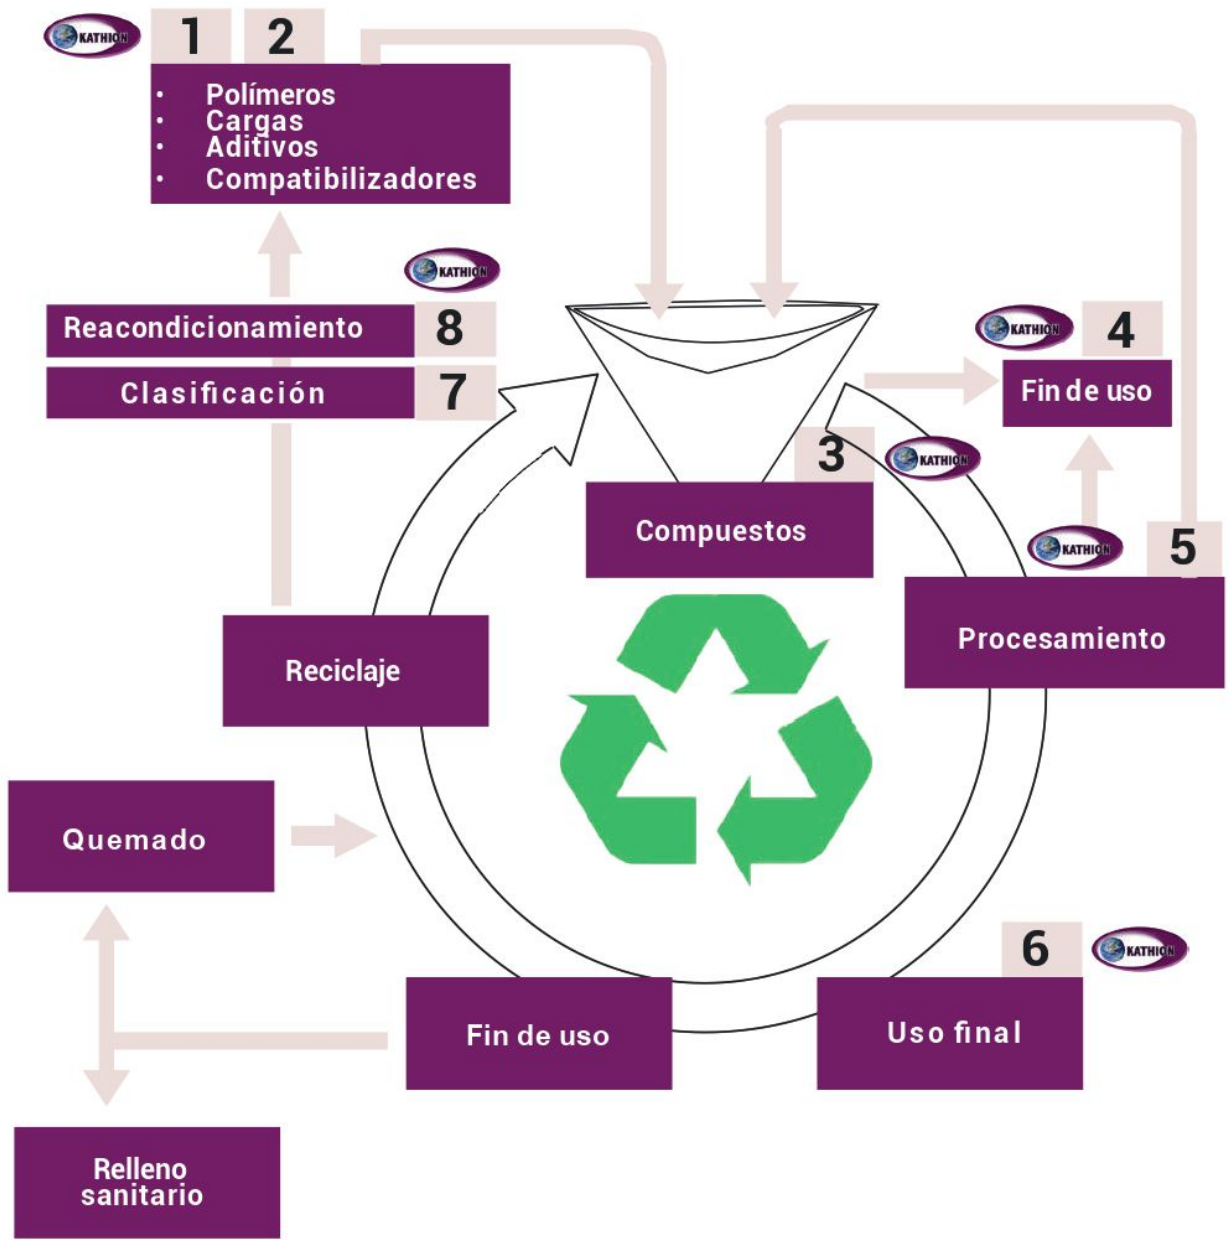 KATHION
1
2
• Polímeros
• Cargas
• Aditivos
• Compatibilizadores
KATHION
Reacondicionamiento
8
Clasificación
7
KATHION
4
Fin de uso
3
KATHION
Compuestos
KATHION
5
Procesamiento
Reciclaje
Quemado
6
KATHION
Fin de uso
Uso final
Relleno
sanitario